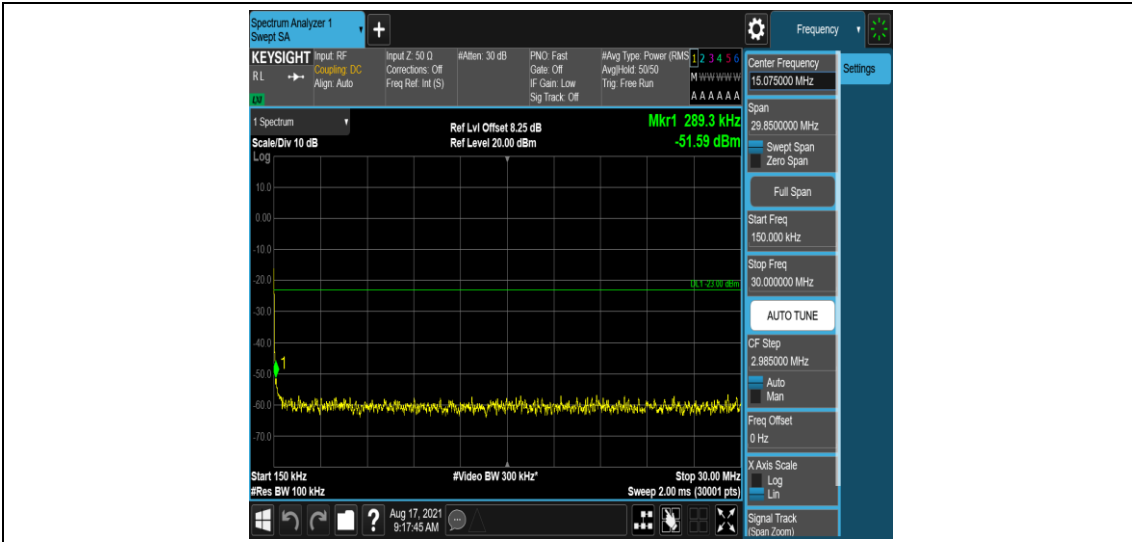 Spectrum Analyzer 1
Swept SA
+
Frequency
KEYSIGHT
RL
LXI
Input: RF
Coupling: DC
Align: Auto
Input Z: 50 Ω
Corrections: Off
Freq Ref: Int (S)
#Atten: 30 dB
PNO: Fast
Gate: Off
IF Gain: Low
Sig Track: Off
#Avg Type: Power (RMS
Avg|Hold: 50/50
Trig: Free Run
1 2 3 4 5 6
M W W W W W
A A A A A A
1 Spectrum
Scale/Div 10 dB
Log
Ref Lvl Offset 8.25 dB
Ref Level 20.00 dBm
Mkr1 289.3 kHz
-51.59 dBm
10.0
0.00
-10.0
-20.0
-30.0
-40.0
-50.0
-60.0
-70.0
DL1 -23.00 dBm
1
Start 150 kHz
#Res BW 100 kHz
#Video BW 300 kHz*
Stop 30.00 MHz
Sweep 2.00 ms (30001 pts)
?
Aug 17, 2021
9:17:45 AM
Center Frequency
15.075000 MHz
Settings
Span
29.8500000 MHz
Swept Span
Zero Span
Full Span
Start Freq
150.000 kHz
Stop Freq
30.000000 MHz
AUTO TUNE
CF Step
2.985000 MHz
Auto
Man
Freq Offset
0 Hz
X Axis Scale
Log
Lin
Signal Track
(Span Zoom)